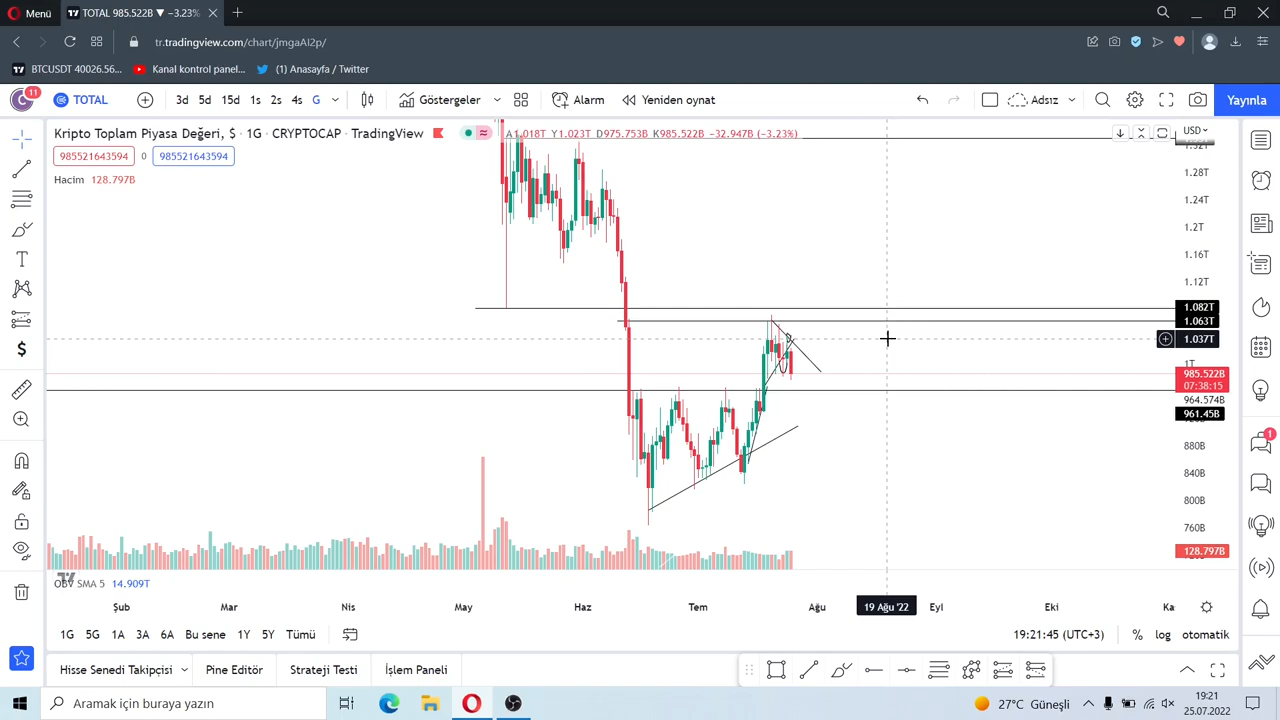 Menü
TOTAL 985.522B ▼ −3.23%
tr.tradingview.com/chart/jmgaAI2p/
BTCUSDT 40026.56...
Kanal kontrol panel...
(1) Anasayfa / Twitter
11
TOTAL
3d 5d 15d 1s 2s 4s G
Göstergeler
Alarm
Yeniden oynat
Adsız
Yayınla
Kripto Toplam Piyasa Değeri, $ · 1G · CRYPTOCAP · TradingView
A1.018T Y1.023T D975.753B K985.522B −32.947B (−3.23%)
USD
985521643594 0 985521643594
Hacim 128.797B
1.28T
1.24T
1.2T
1.16T
1.12T
1.082T
1.063T
1.037T
1T
985.522B
07:38:15
964.574B
961.45B
880B
840B
800B
760B
128.797B
OBV SMA 5 14.909T
Şub Mar Nis May Haz Tem Ağu 19 Ağu '22 Eyl Eki Ka
1G 5G 1A 3A 6A Bu sene 1Y 5Y Tümü
19:21:45 (UTC+3) % log otomatik
Hisse Senedi Takipçisi
Pine Editör
Strateji Testi
İşlem Paneli
1
Aramak için buraya yazın
27°C Güneşli
19:21
25.07.2022